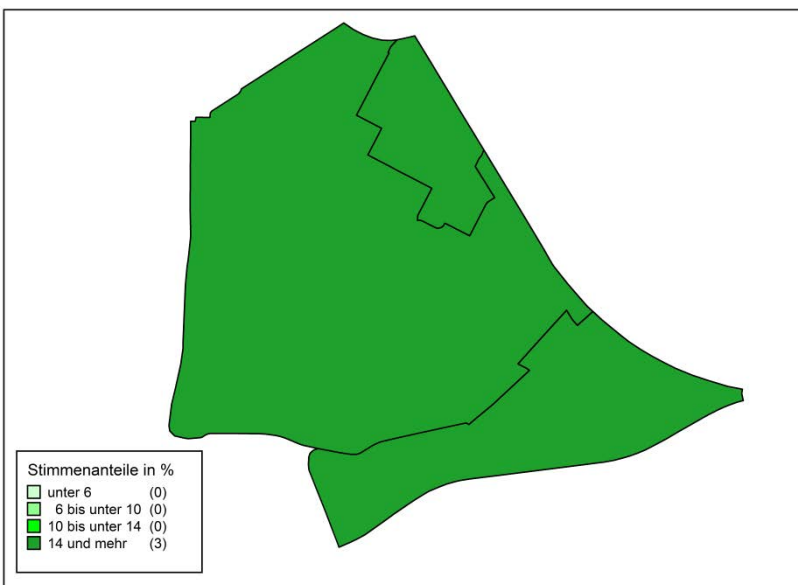 Stimmenanteile in %
unter 6 (0)
6 bis unter 10 (0)
10 bis unter 14 (0)
14 und mehr (3)